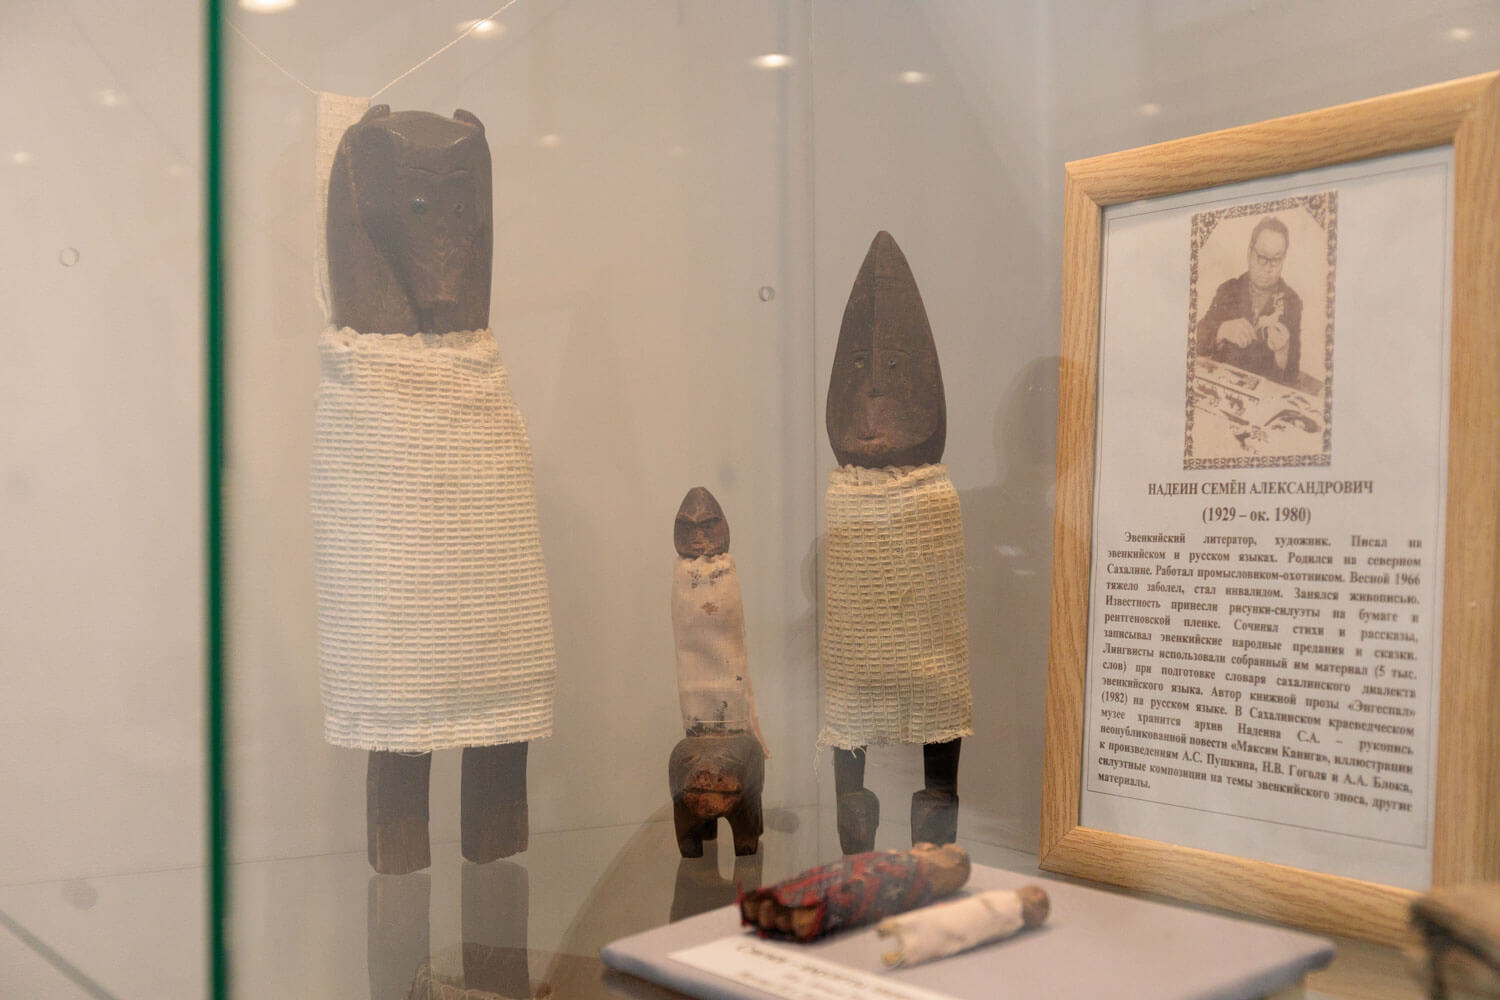 НАДЕИН СЕМЁН АЛЕКСАНДРОВИЧ
(1929 – ок. 1980)
Эвенкийский литератор, художник. Писал на
эвенкийском и русском языках. Родился на северном
Сахалине. Работал промысловиком-охотником. Весной 1966
тяжело заболел, стал инвалидом. Занялся живописью.
Известность принесли рисунки-силуэты на бумаге и
рентгеновской пленке. Сочинял стихи и рассказы,
записывал эвенкийские народные предания и сказки.
Лингвисты использовали собранный им материал (5 тыс.
слов) при подготовке словаря сахалинского диалекта
эвенкийского языка. Автор книжной прозы «Энгеспал»
(1982) на русском языке. В Сахалинском краеведческом
музее хранится архив Надеина С.А. – рукопись
неопубликованной повести «Максим Канига», иллюстрации
к произведениям А.С. Пушкина, Н.В. Гоголя и А.А. Блока,
силуэтные композиции на темы эвенкийского эпоса, другие
материалы.